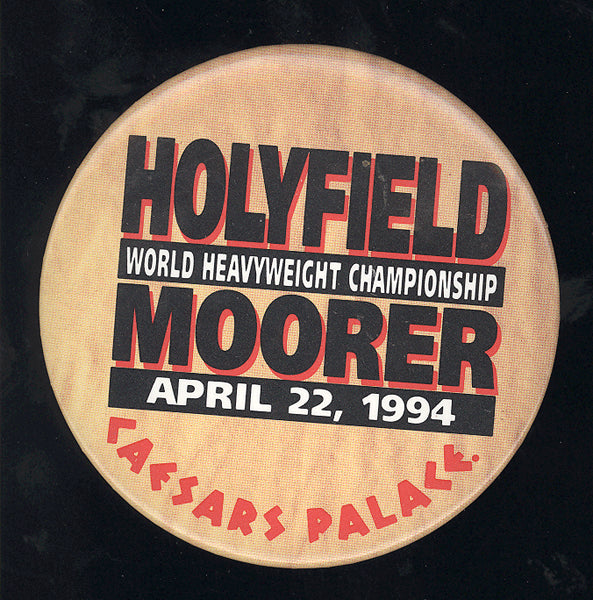 HOLYFIELD
WORLD HEAVYWEIGHT CHAMPIONSHIP
MOORER
APRIL 22, 1994
CAESARS PALACE.